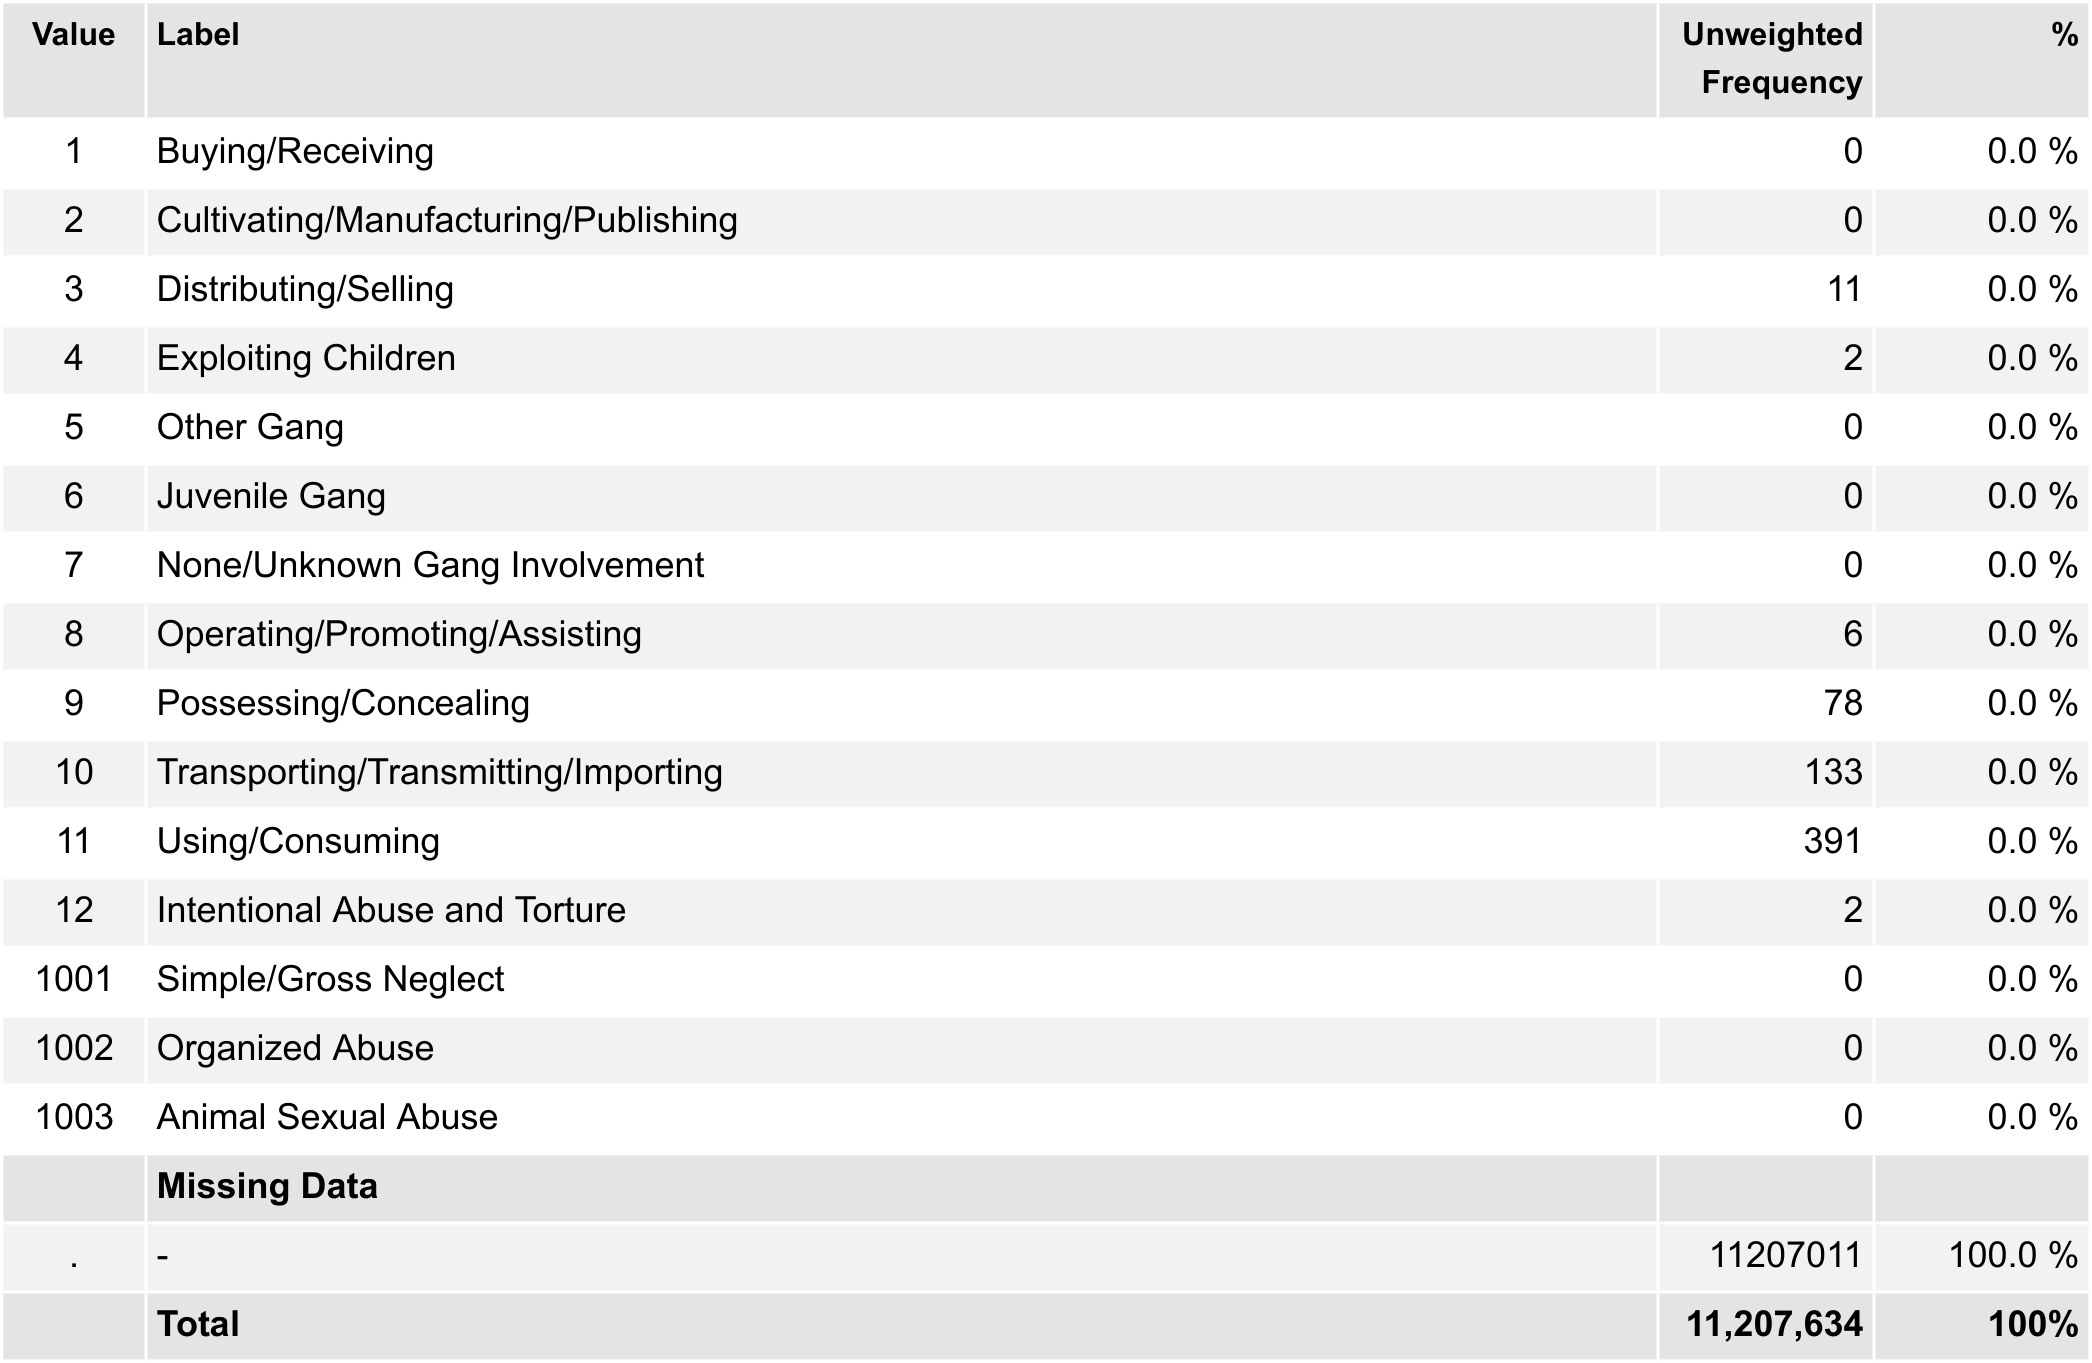 Value Label Unweighted Frequency %
1 Buying/Receiving 0 0.0 %
2 Cultivating/Manufacturing/Publishing 0 0.0 %
3 Distributing/Selling 11 0.0 %
4 Exploiting Children 2 0.0 %
5 Other Gang 0 0.0 %
6 Juvenile Gang 0 0.0 %
7 None/Unknown Gang Involvement 0 0.0 %
8 Operating/Promoting/Assisting 6 0.0 %
9 Possessing/Concealing 78 0.0 %
10 Transporting/Transmitting/Importing 133 0.0 %
11 Using/Consuming 391 0.0 %
12 Intentional Abuse and Torture 2 0.0 %
1001 Simple/Gross Neglect 0 0.0 %
1002 Organized Abuse 0 0.0 %
1003 Animal Sexual Abuse 0 0.0 %
Missing Data
. - 11207011 100.0 %
Total 11,207,634 100%